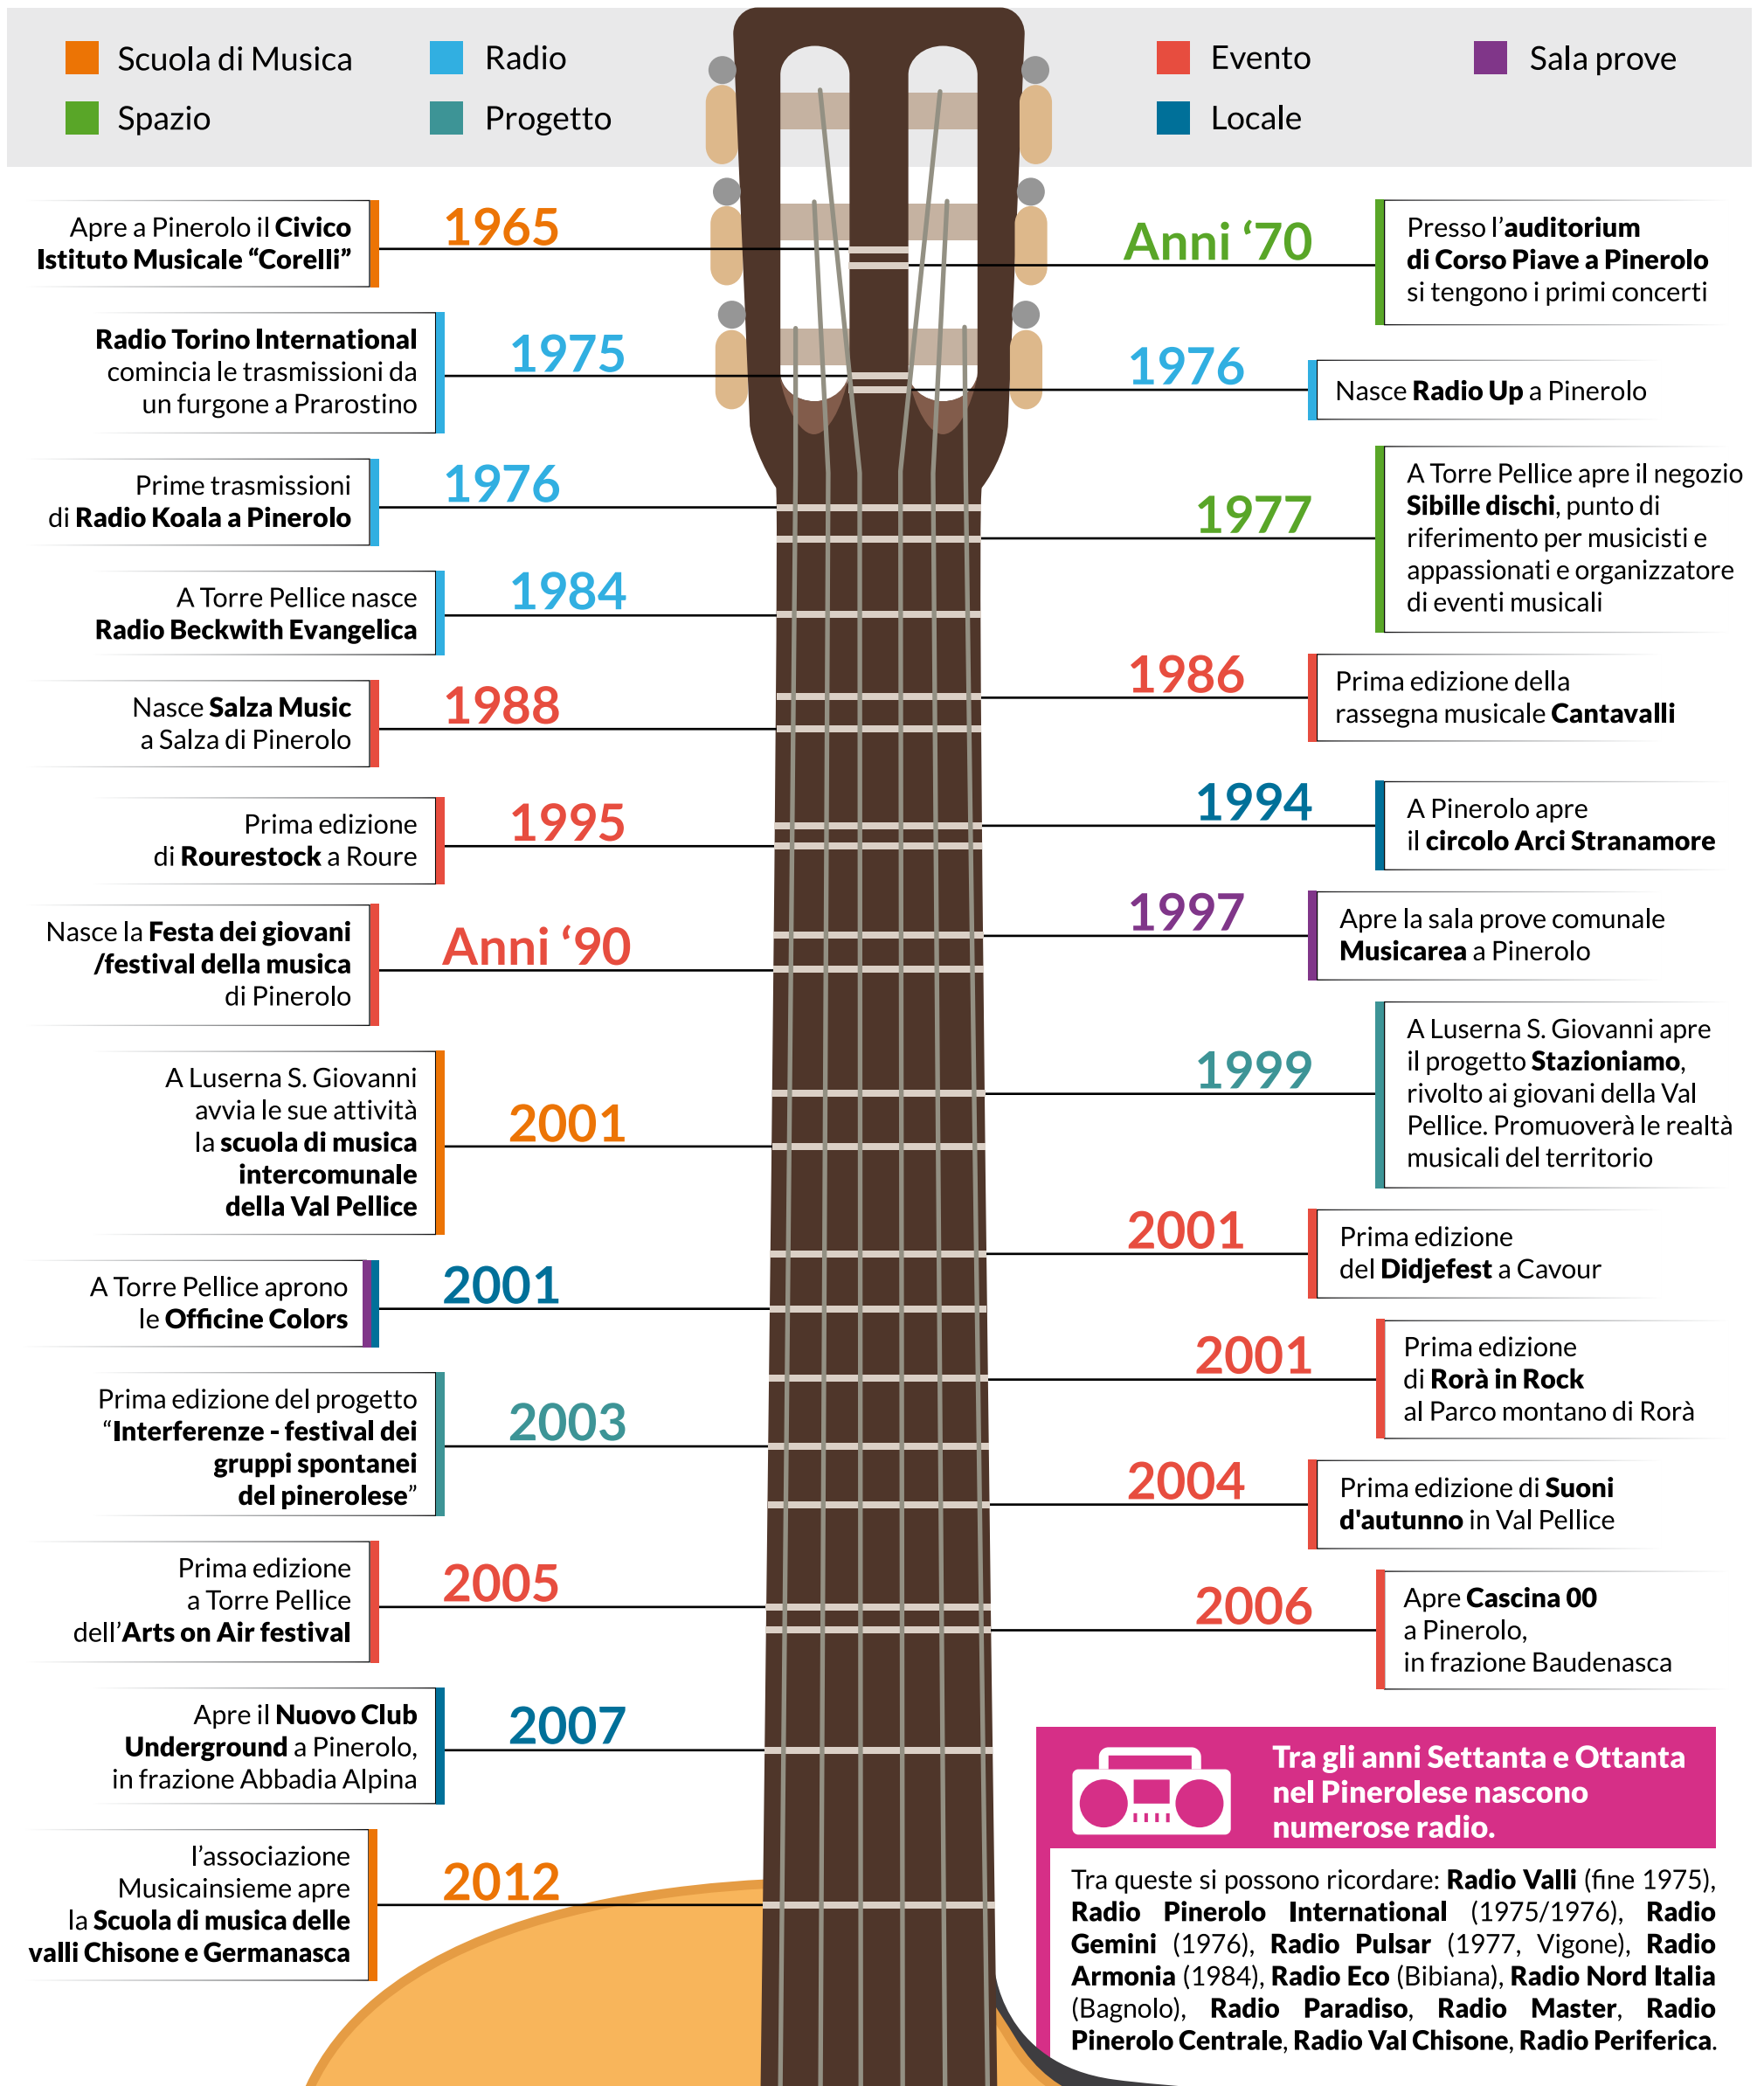 Scuola di Musica
Spazio
Radio
Progetto
Evento
Locale
Sala prove
Apre a Pinerolo il Civico
Istituto Musicale “Corelli”
1965
Anni ‘70
Presso l’auditorium
di Corso Piave a Pinerolo
si tengono i primi concerti
Radio Torino International
comincia le trasmissioni da
un furgone a Prarostino
1975
1976
Nasce Radio Up a Pinerolo
Prime trasmissioni
di Radio Koala a Pinerolo
1976
1977
A Torre Pellice apre il negozio
Sibille dischi, punto di
riferimento per musicisti e
appassionati e organizzatore
di eventi musicali
A Torre Pellice nasce
Radio Beckwith Evangelica
1984
1986
Prima edizione della
rassegna musicale Cantavalli
Nasce Salza Music
a Salza di Pinerolo
1988
1994
A Pinerolo apre
il circolo Arci Stranamore
Prima edizione
di Rourestock a Roure
1995
1997
Apre la sala prove comunale
Musicarea a Pinerolo
Nasce la Festa dei giovani
/festival della musica
di Pinerolo
Anni ‘90
1999
A Luserna S. Giovanni apre
il progetto Stazioniamo,
rivolto ai giovani della Val
Pellice. Promuoverà le realtà
musicali del territorio
A Luserna S. Giovanni
avvia le sue attività
la scuola di musica
intercomunale
della Val Pellice
2001
2001
Prima edizione
del Didjefest a Cavour
A Torre Pellice aprono
le Officine Colors
2001
2001
Prima edizione
di Rorà in Rock
al Parco montano di Rorà
Prima edizione del progetto
“Interferenze - festival dei
gruppi spontanei
del pinerolese”
2003
2004
Prima edizione di Suoni
d'autunno in Val Pellice
Prima edizione
a Torre Pellice
dell’Arts on Air festival
2005
2006
Apre Cascina 00
a Pinerolo,
in frazione Baudenasca
Apre il Nuovo Club
Underground a Pinerolo,
in frazione Abbadia Alpina
2007
l’associazione
Musicainsieme apre
la Scuola di musica delle
valli Chisone e Germanasca
2012
Tra gli anni Settanta e Ottanta
nel Pinerolese nascono
numerose radio.
Tra queste si possono ricordare: Radio Valli (fine 1975),
Radio Pinerolo International (1975/1976), Radio
Gemini (1976), Radio Pulsar (1977, Vigone), Radio
Armonia (1984), Radio Eco (Bibiana), Radio Nord Italia
(Bagnolo), Radio Paradiso, Radio Master, Radio
Pinerolo Centrale, Radio Val Chisone, Radio Periferica.